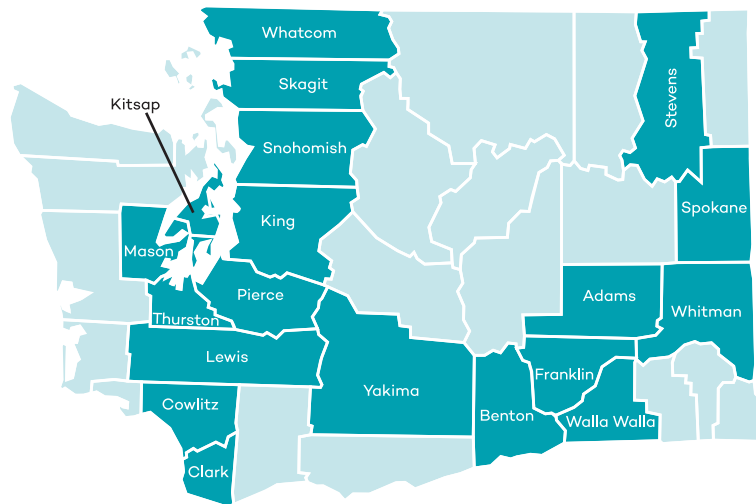 Whatcom
Skagit
Stevens
Kitsap
Snohomish
Spokane
King
Mason
Pierce
Adams
Whitman
Thurston
Lewis
Franklin
Yakima
Cowlitz
Benton
Walla Walla
Clark